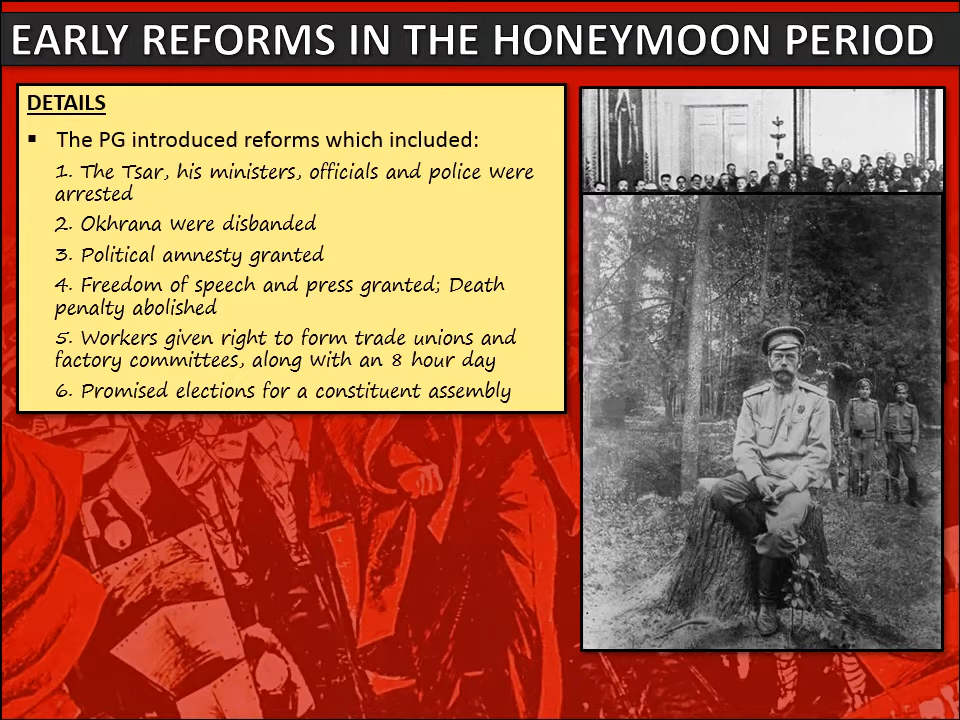 EARLY REFORMS IN THE HONEYMOON PERIOD
DETAILS
▪ The PG introduced reforms which included:
1. The Tsar, his ministers, officials and police were
arrested
2. Okhrana were disbanded
3. Political amnesty granted
4. Freedom of speech and press granted; Death
penalty abolished
5. Workers given right to form trade unions and
factory committees, along with an 8 hour day
6. Promised elections for a constituent assembly